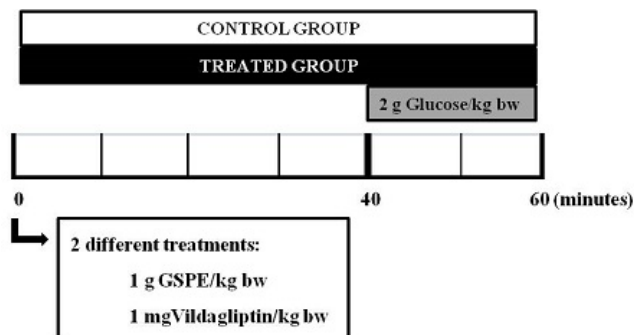 CONTROL GROUP
TREATED GROUP
2 g Glucose/kg bw
0 40 60 (minutes)
2 different treatments:
1 g GSPE/kg bw
1 mgVildagliptin/kg bw